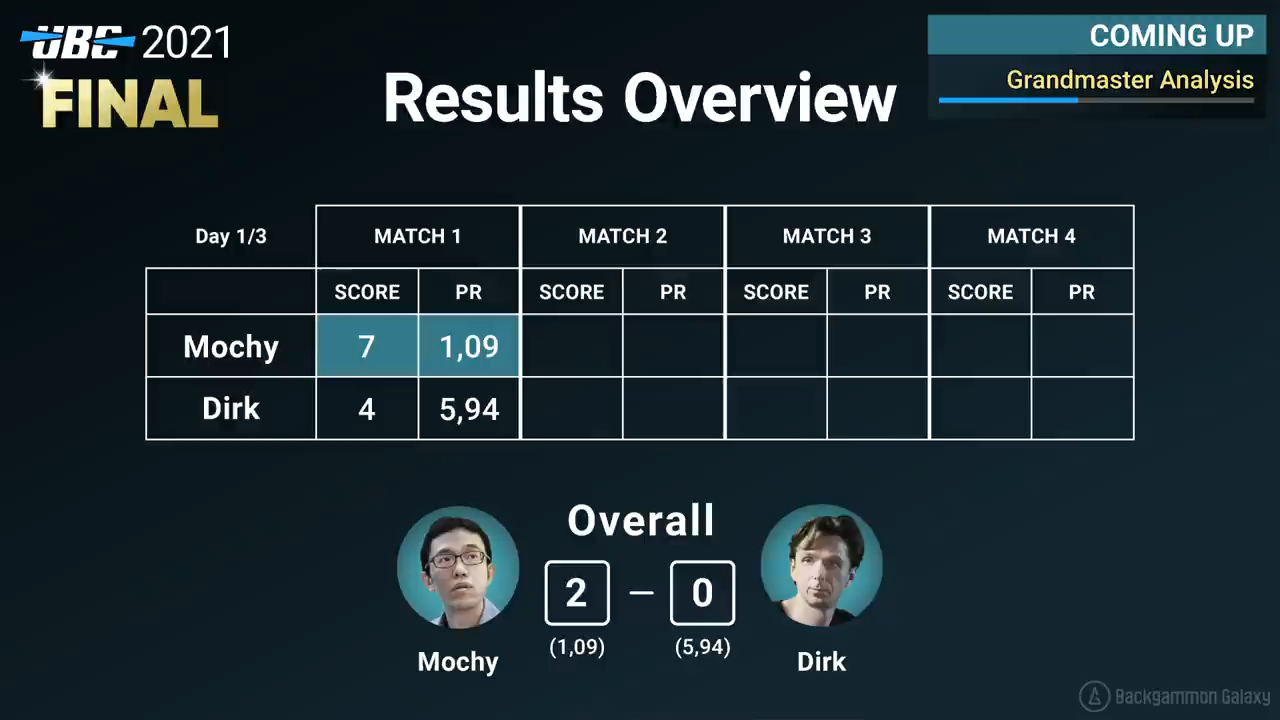 UBC 2021
FINAL
Results Overview
COMING UP
Grandmaster Analysis
Day 1/3 MATCH 1 MATCH 2 MATCH 3 MATCH 4
SCORE PR SCORE PR SCORE PR SCORE PR
Mochy 7 1,09
Dirk 4 5,94
Overall
2 – 0
(1,09) (5,94)
Mochy Dirk
Backgammon Galaxy